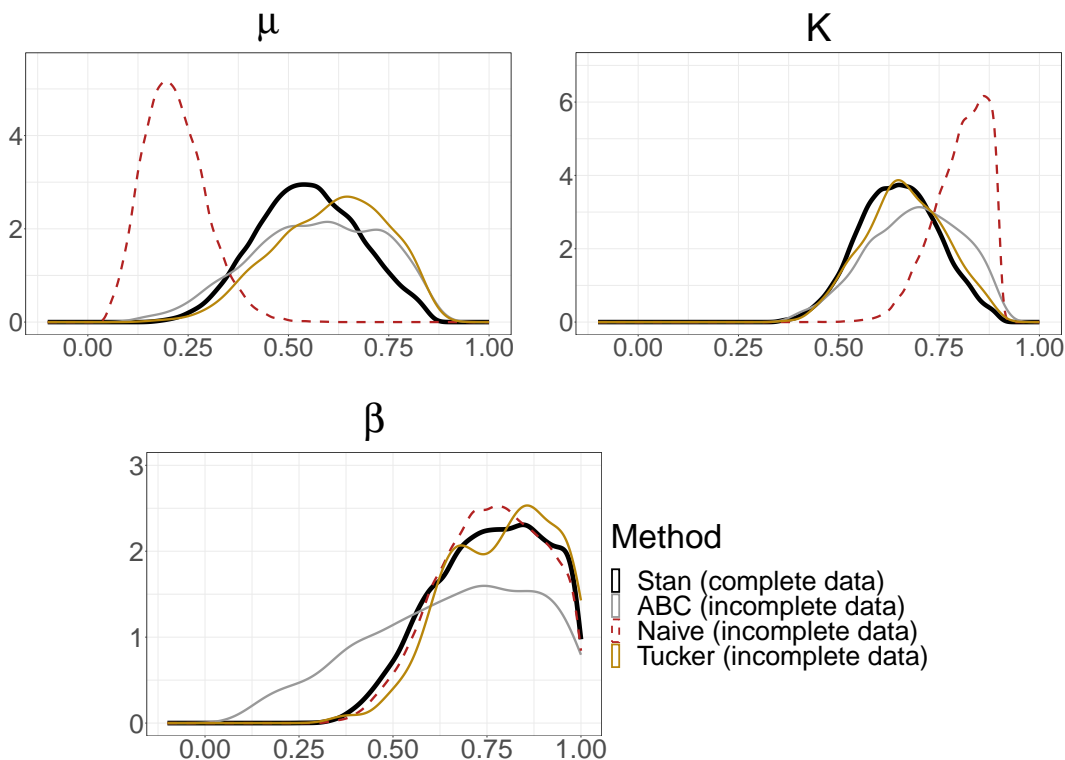 μ
K
4
2
0
0.00 0.25 0.50 0.75 1.00
6
4
2
0
0.00 0.25 0.50 0.75 1.00
β
3
2
1
0
0.00 0.25 0.50 0.75 1.00
Method
Stan (complete data)
ABC (incomplete data)
Naive (incomplete data)
Tucker (incomplete data)